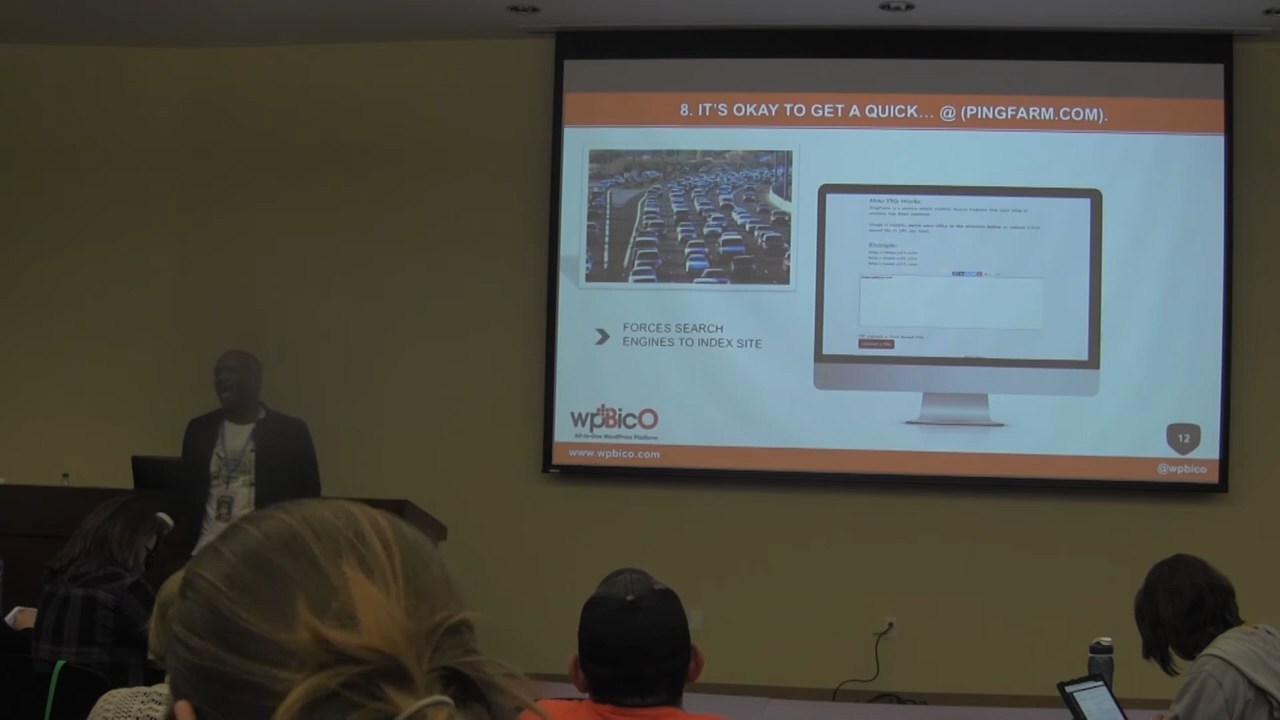 8. IT'S OKAY TO GET A QUICK... @ (PINGFARM.COM).
How This Works
Example:
FORCES SEARCH
ENGINES TO INDEX SITE
wpBicO
All-In-One WordPress Platform
www.wpbico.com
12
@wpbico